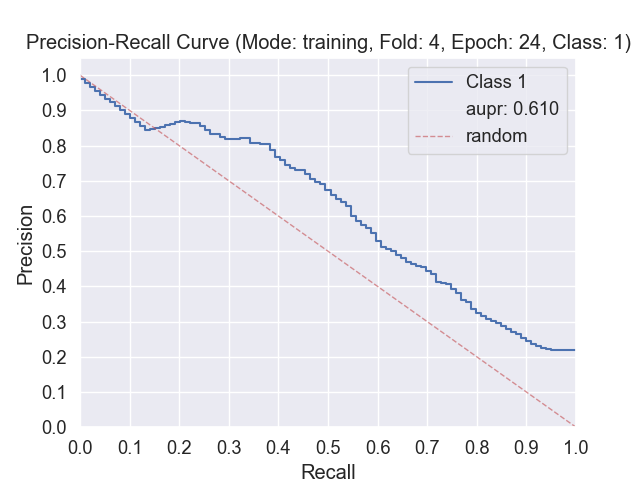 Precision-Recall Curve (Mode: training, Fold: 4, Epoch: 24, Class: 1)
Class 1
aupr: 0.610
random
1.0
0.9
0.8
0.7
0.6
0.5
0.4
0.3
0.2
0.1
0.0
Precision
0.0 0.1 0.2 0.3 0.4 0.5 0.6 0.7 0.8 0.9 1.0
Recall